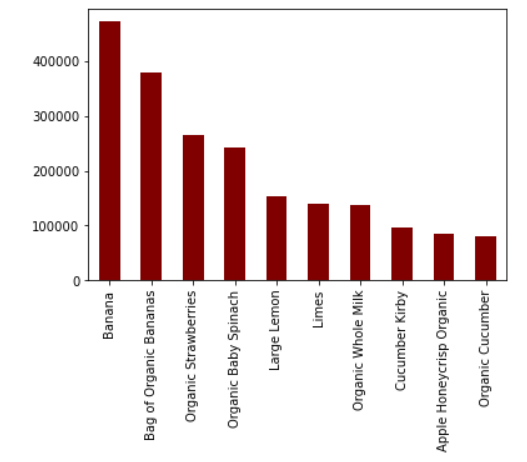 400000
300000
200000
100000
0
Banana
Bag of Organic Bananas
Organic Strawberries
Organic Baby Spinach
Large Lemon
Limes
Organic Whole Milk
Cucumber Kirby
Apple Honeycrisp Organic
Organic Cucumber